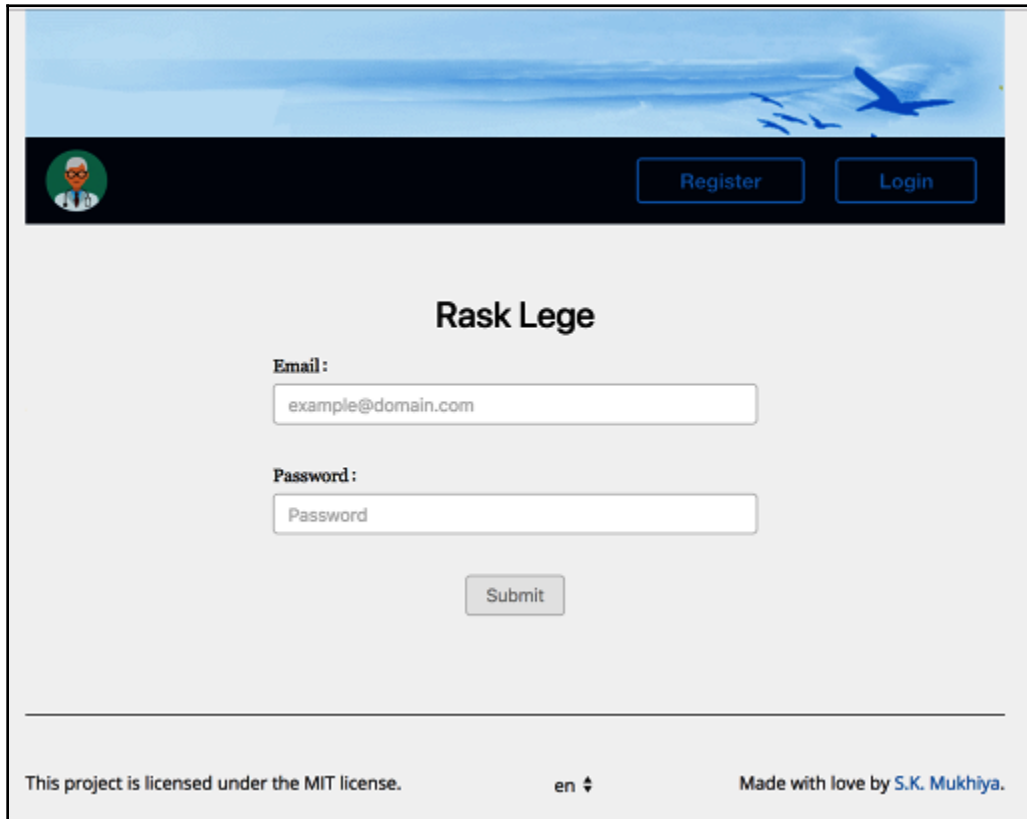 Register Login
Rask Lege
Email:
example@domain.com
Password:
Password
Submit
This project is licensed under the MIT license. en Made with love by S.K. Mukhiya.